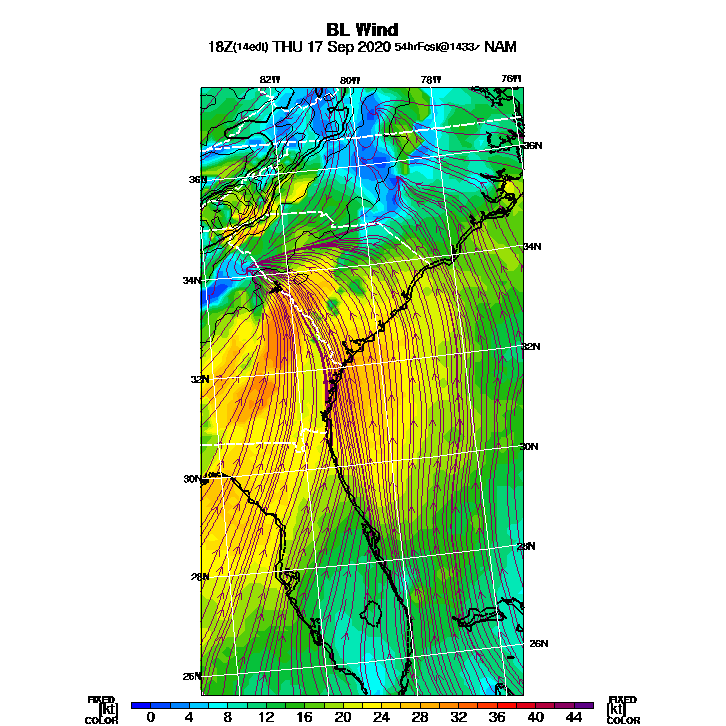 BL Wind
18Z(14edt) THU 17 Sep 2020 54hrFcst@1433z NAM
82W 80W 78W 76W
36N
36N
34N
34N
32N
32N
30N
30N
28N
28N
26N
26N
FIXED FIXED
[kt] 0 4 8 12 16 20 24 28 32 36 40 44 [kt]
COLOR COLOR